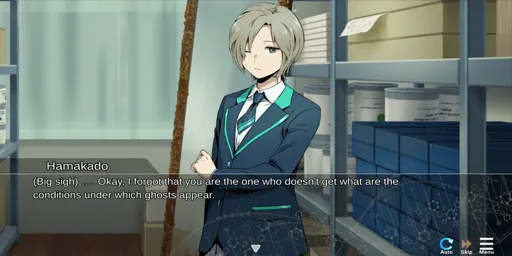 Hamakado
(Big sigh). .... Okay, I forgot that you are the one who doesn't get what are the
conditions under which ghosts appear.
Auto Skip Menu